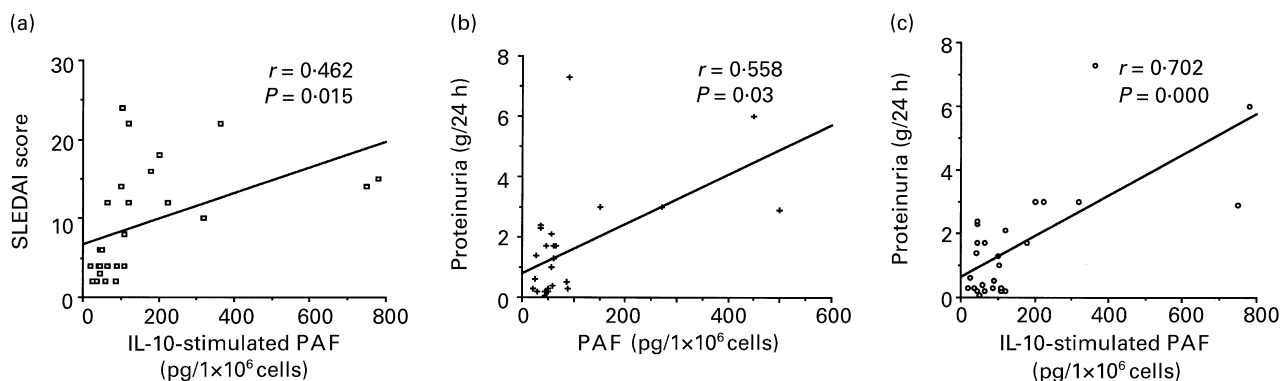 (a)
SLEDAI score
30
20
10
0
r = 0·462
P = 0·015
0 200 400 600 800
IL-10-stimulated PAF
(pg/1×10⁶ cells)
(b)
Proteinuria (g/24 h)
8
6
4
2
0
r = 0·558
P = 0·03
0 200 400 600
PAF (pg/1×10⁶ cells)
(c)
Proteinuria (g/24 h)
8
6
4
2
0
r = 0·702
P = 0·000
0 200 400 600 800
IL-10-stimulated PAF
(pg/1×10⁶ cells)